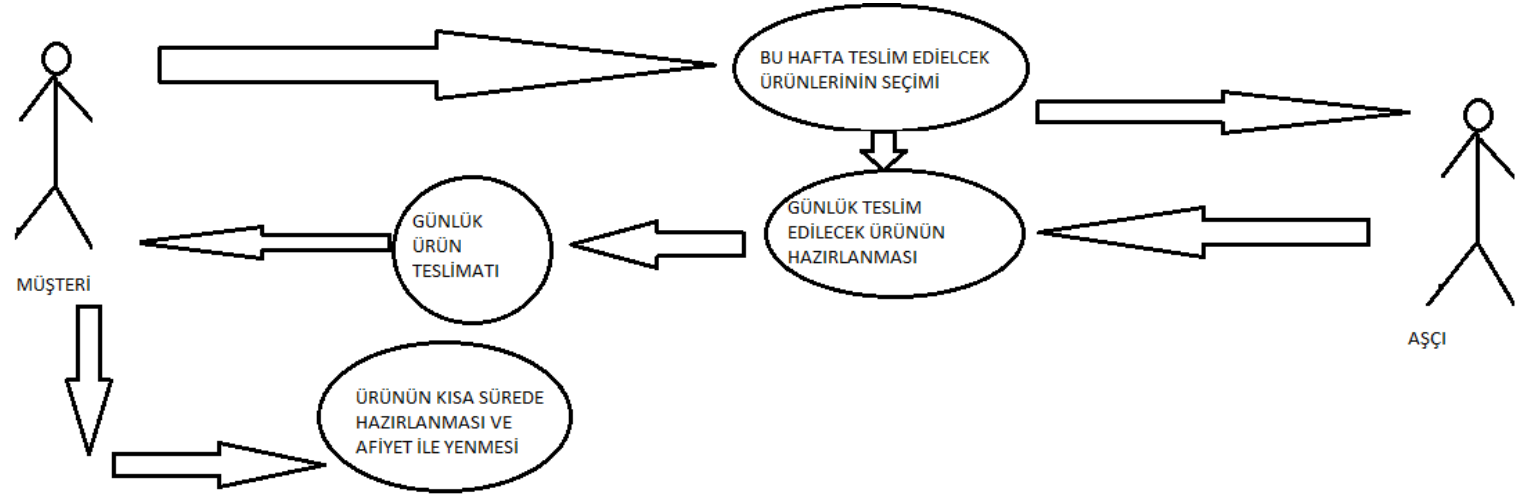 BU HAFTA TESLİM EDİELCEK
ÜRÜNLERİNİN SEÇİMİ
GÜNLÜK TESLİM
EDİLECEK ÜRÜNÜN
HAZIRLANMASI
GÜNLÜK
ÜRÜN
TESLİMATI
MÜŞTERİ
AŞÇI
ÜRÜNÜN KISA SÜREDE
HAZIRLANMASI VE
AFİYET İLE YENMESİ